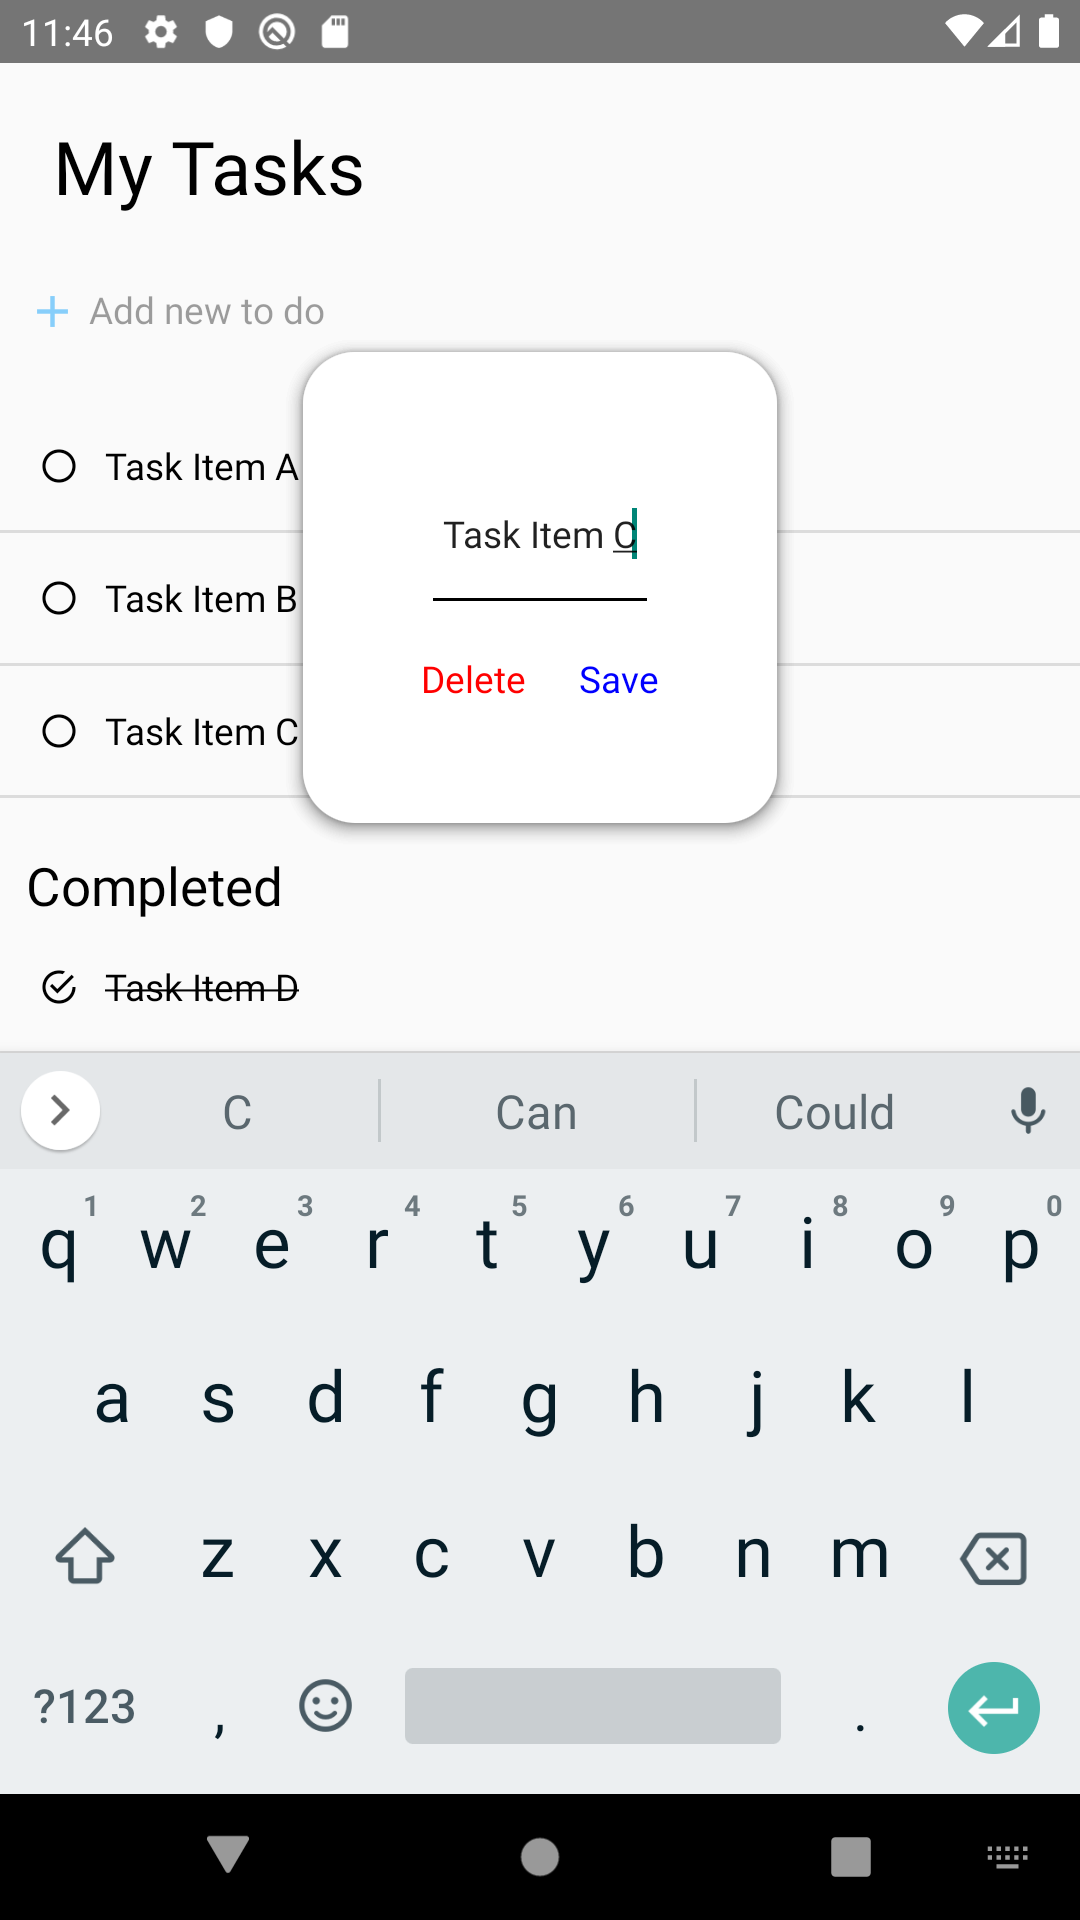 11:46
My Tasks
Add new to do
Task Item A
Task Item B
Task Item C
Task Item C
Delete Save
Completed
Task Item D
C Can Could
1 2 3 4 5 6 7 8 9 0
q w e r t y u i o p
a s d f g h j k l
z x c v b n m
?123 , .